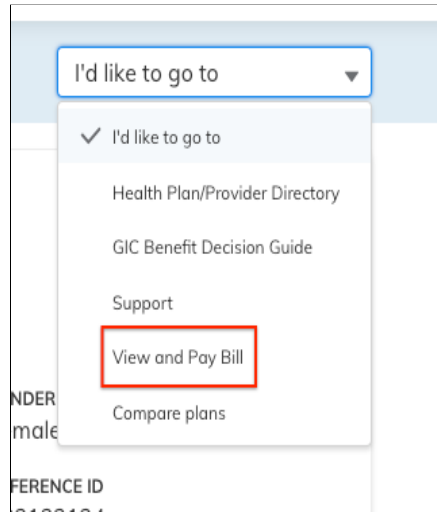 I'd like to go to
I'd like to go to
Health Plan/Provider Directory
GIC Benefit Decision Guide
Support
View and Pay Bill
NDER
male
Compare plans
FERENCE ID